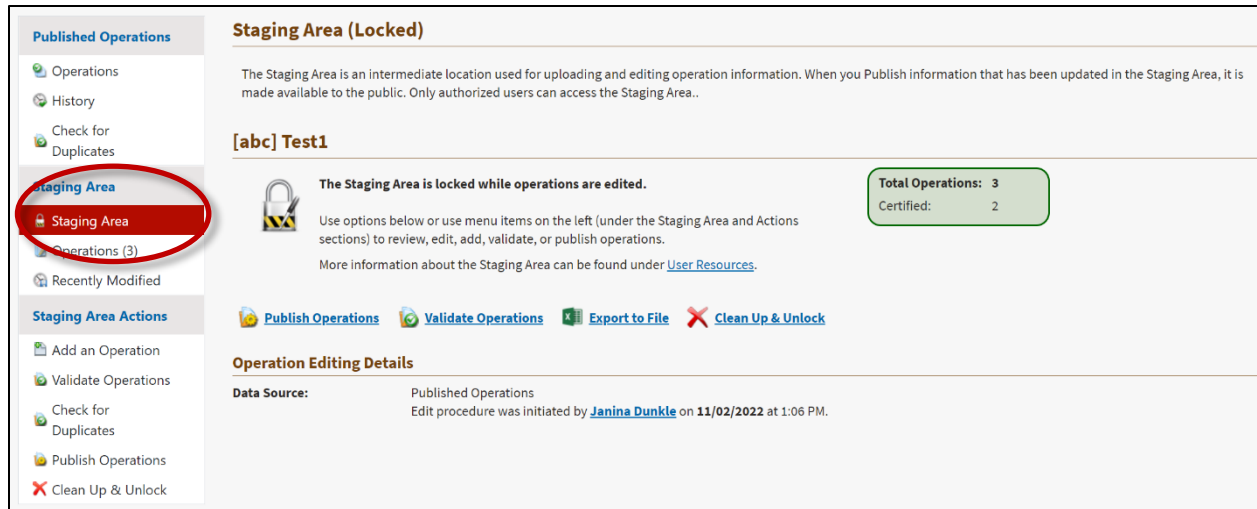 Published Operations
Operations
History
Check for
Duplicates
Staging Area
Staging Area
Operations (3)
Recently Modified
Staging Area Actions
Add an Operation
Validate Operations
Check for
Duplicates
Publish Operations
Clean Up & Unlock
Staging Area (Locked)
The Staging Area is an intermediate location used for uploading and editing operation information. When you Publish information that has been updated in the Staging Area, it is
made available to the public. Only authorized users can access the Staging Area..
[abc] Test1
The Staging Area is locked while operations are edited.
Use options below or use menu items on the left (under the Staging Area and Actions
sections) to review, edit, add, validate, or publish operations.
More information about the Staging Area can be found under User Resources.
Total Operations: 3
Certified: 2
Publish Operations Validate Operations Export to File Clean Up & Unlock
Operation Editing Details
Data Source: Published Operations
Edit procedure was initiated by Janina Dunkle on 11/02/2022 at 1:06 PM.